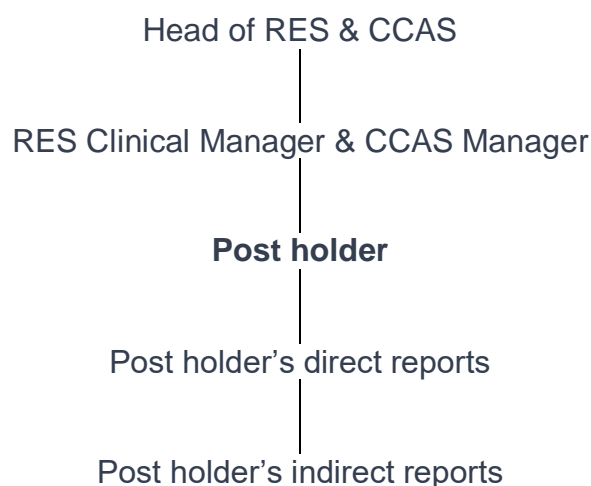 Head of RES & CCAS
RES Clinical Manager & CCAS Manager
Post holder
Post holder’s direct reports
Post holder’s indirect reports